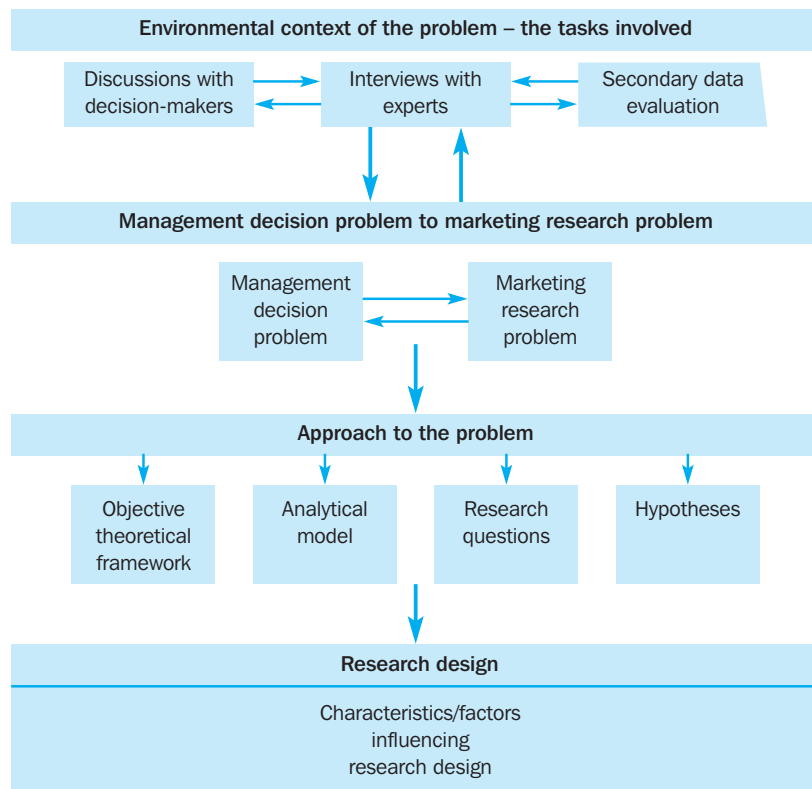 Environmental context of the problem – the tasks involved
Discussions with
decision-makers
Interviews with
experts
Secondary data
evaluation
Management decision problem to marketing research problem
Management
decision
problem
Marketing
research
problem
Approach to the problem
Objective
theoretical
framework
Analytical
model
Research
questions
Hypotheses
Research design
Characteristics/factors
influencing
research design